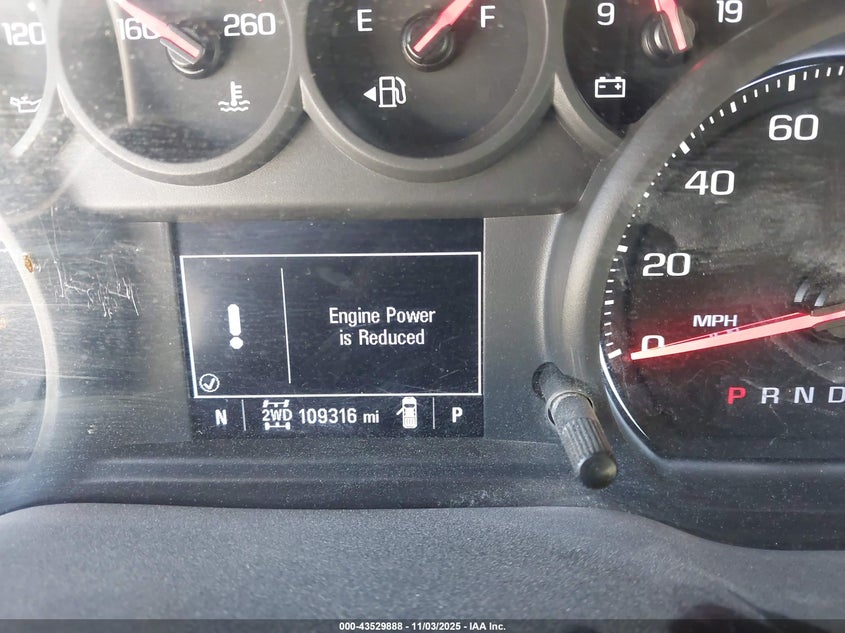 120
160 260
E F
9 19
60
40
20
0
MPH
Engine Power
is Reduced
N 2WD 109316 mi P
P R N D
000-43529888 - 11/03/2025 - IAA Inc.